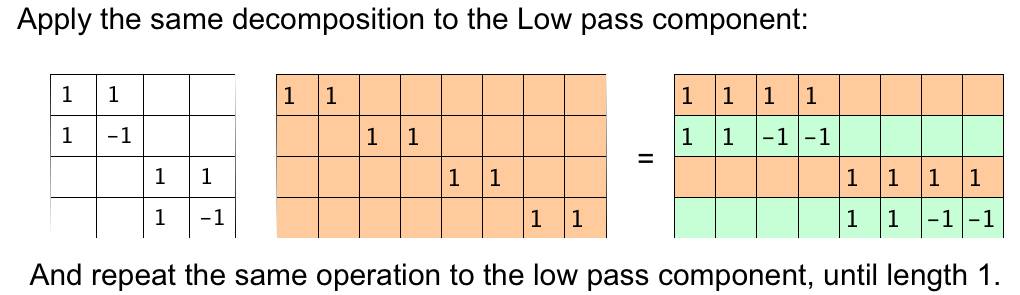 Apply the same decomposition to the Low pass component:
1 1 1 1 1 1 1 1
1 -1 1 1 = 1 1 -1 -1
1 1 1 1 1 1 1 1
1 -1 1 1 1 1 -1 -1
And repeat the same operation to the low pass component, until length 1.